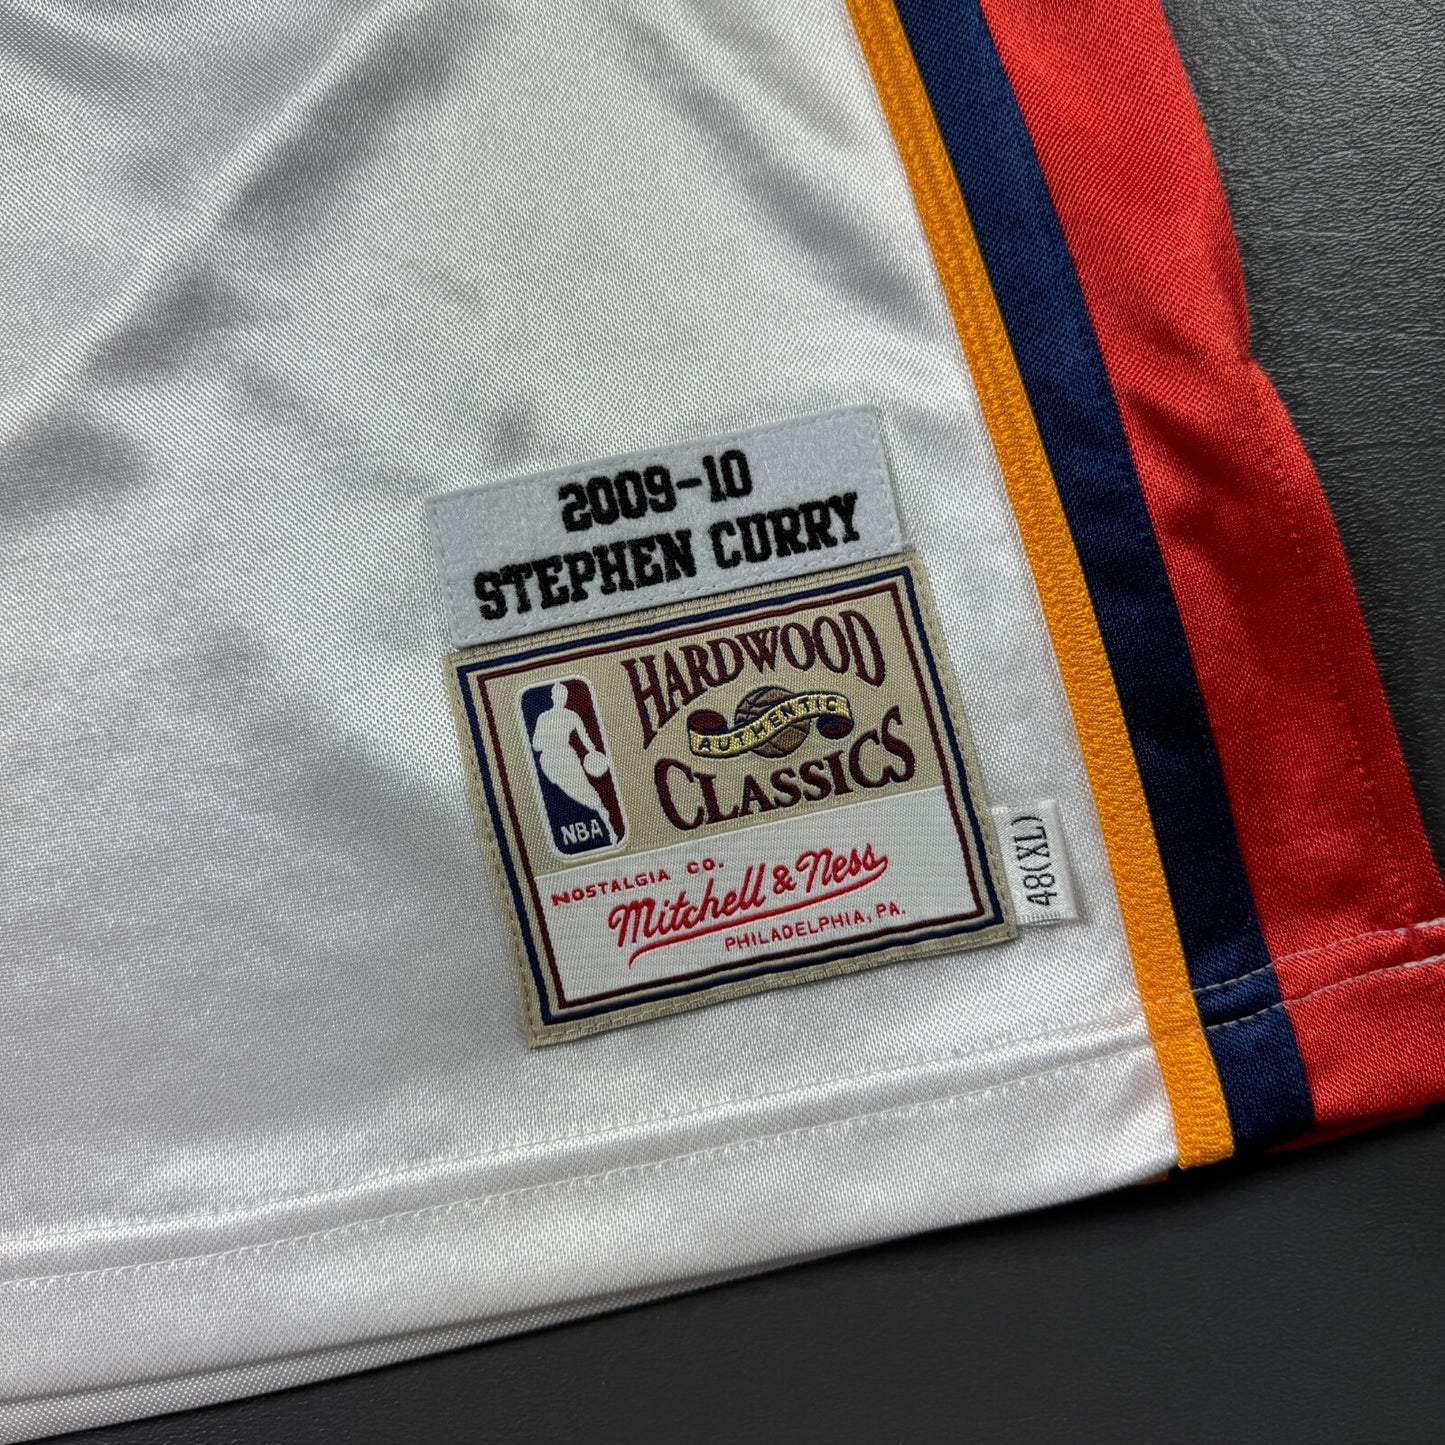 2009-10
STEPHEN CURRY
HARDWOOD
AUTHENTIC
CLASSICS
NBA
NOSTALGIA CO.
Mitchell & Ness
PHILADELPHIA, PA.
48(XL)